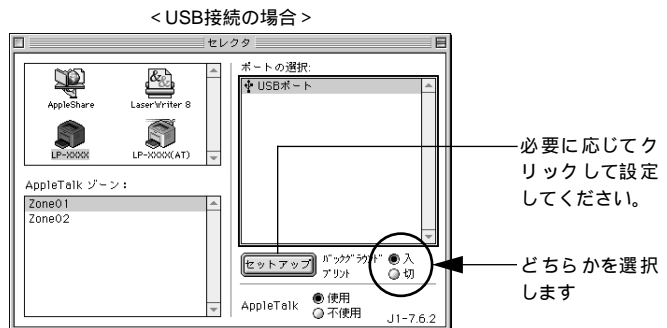 ＜USB接続の場合＞
セレクタ
AppleShare
LaserWriter 8
LP-XXXX
LP-XXXX(AT)
AppleTalk ゾーン：
Zone01
Zone02
ポートの選択:
USBポート
セットアップ
ﾊﾞｯｸｸﾞﾗｳﾝﾄﾞ
ﾌﾟﾘﾝﾄ
入
切
AppleTalk
使用
不使用
J1-7.6.2
必要に応じてク
リックして設定
してください。
どちらかを選択
します